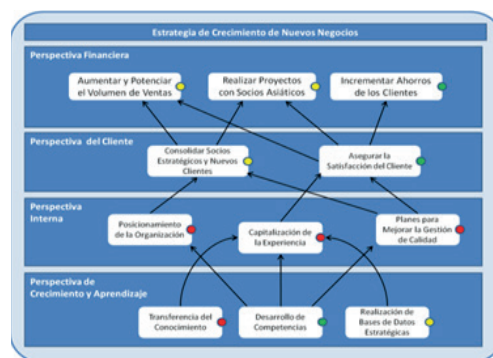 Estrategia de Crecimiento de Nuevos Negocios
Perspectiva Financiera
Aumentar y Potenciar
el Volumen de Ventas
Realizar Proyectos
con Socios Asiáticos
Incrementar Ahorros
de los Clientes
Perspectiva del Cliente
Consolidar Socios
Estratégicos y Nuevos
Clientes
Asegurar la
Satisfacción del Cliente
Perspectiva
Interna
Posicionamiento
de la Organización
Capitalización de
la Experiencia
Planes para
Mejorar la Gestión
de Calidad
Perspectiva de
Crecimiento y Aprendizaje
Transferencia del
Conocimiento
Desarrollo de
Competencias
Realización de
Bases de Datos
Estratégicas